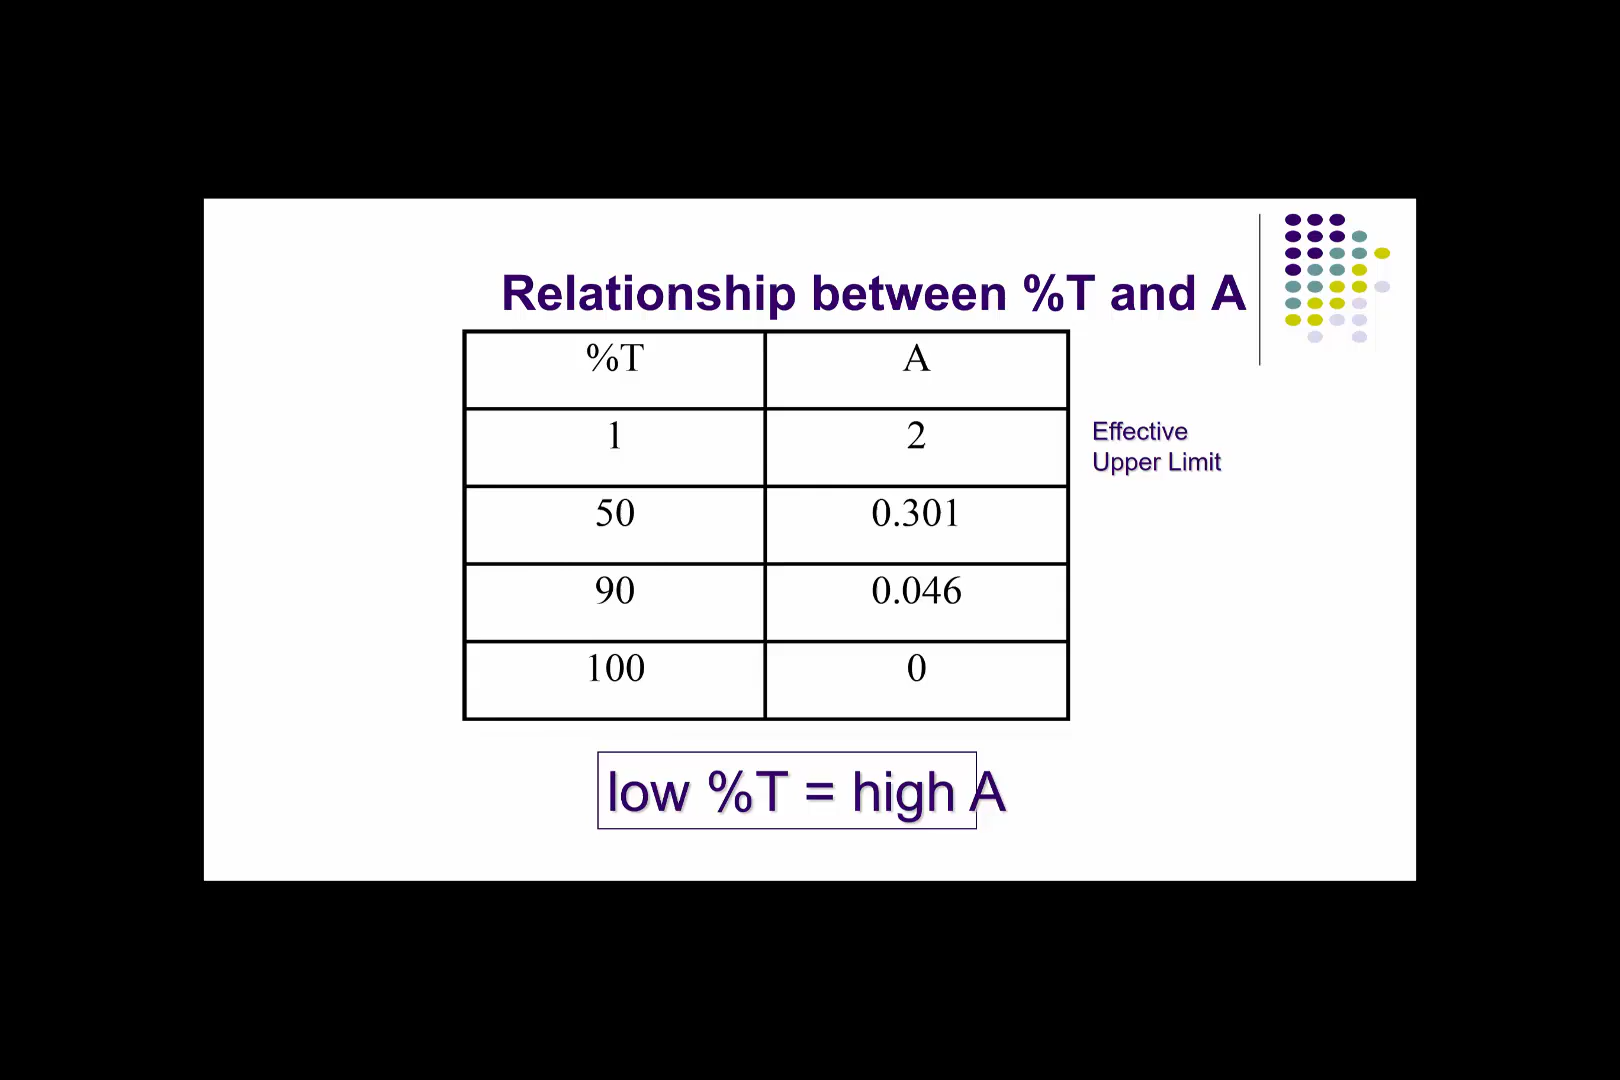 Relationship between %T and A
%T A
1 2
Effective
Upper Limit
50 0.301
90 0.046
100 0
low %T = high A